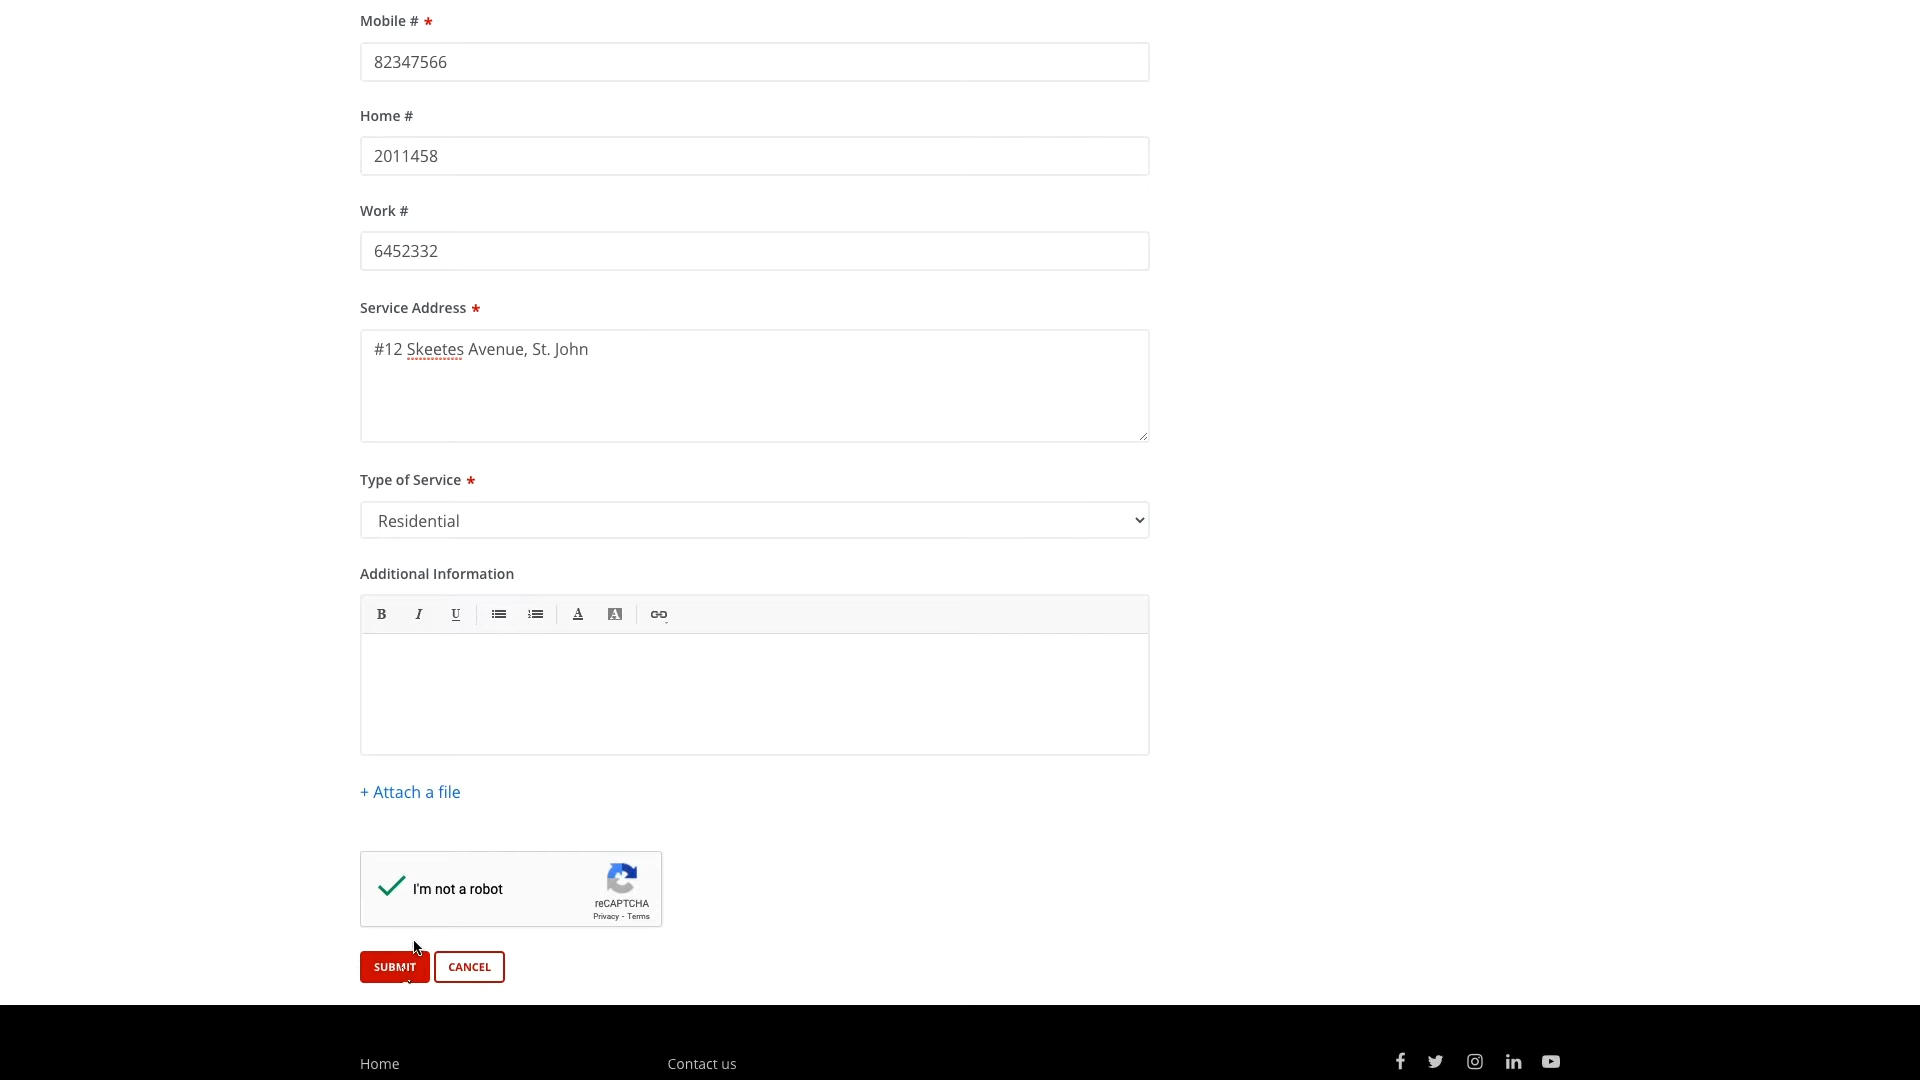 Mobile # *
82347566
Home #
2011458
Work #
6452332
Service Address *
#12 Skeetes Avenue, St. John
Type of Service *
Residential
Additional Information
B I U A A
+ Attach a file
I'm not a robot
reCAPTCHA
Privacy - Terms
SUBMIT CANCEL
Home Contact us